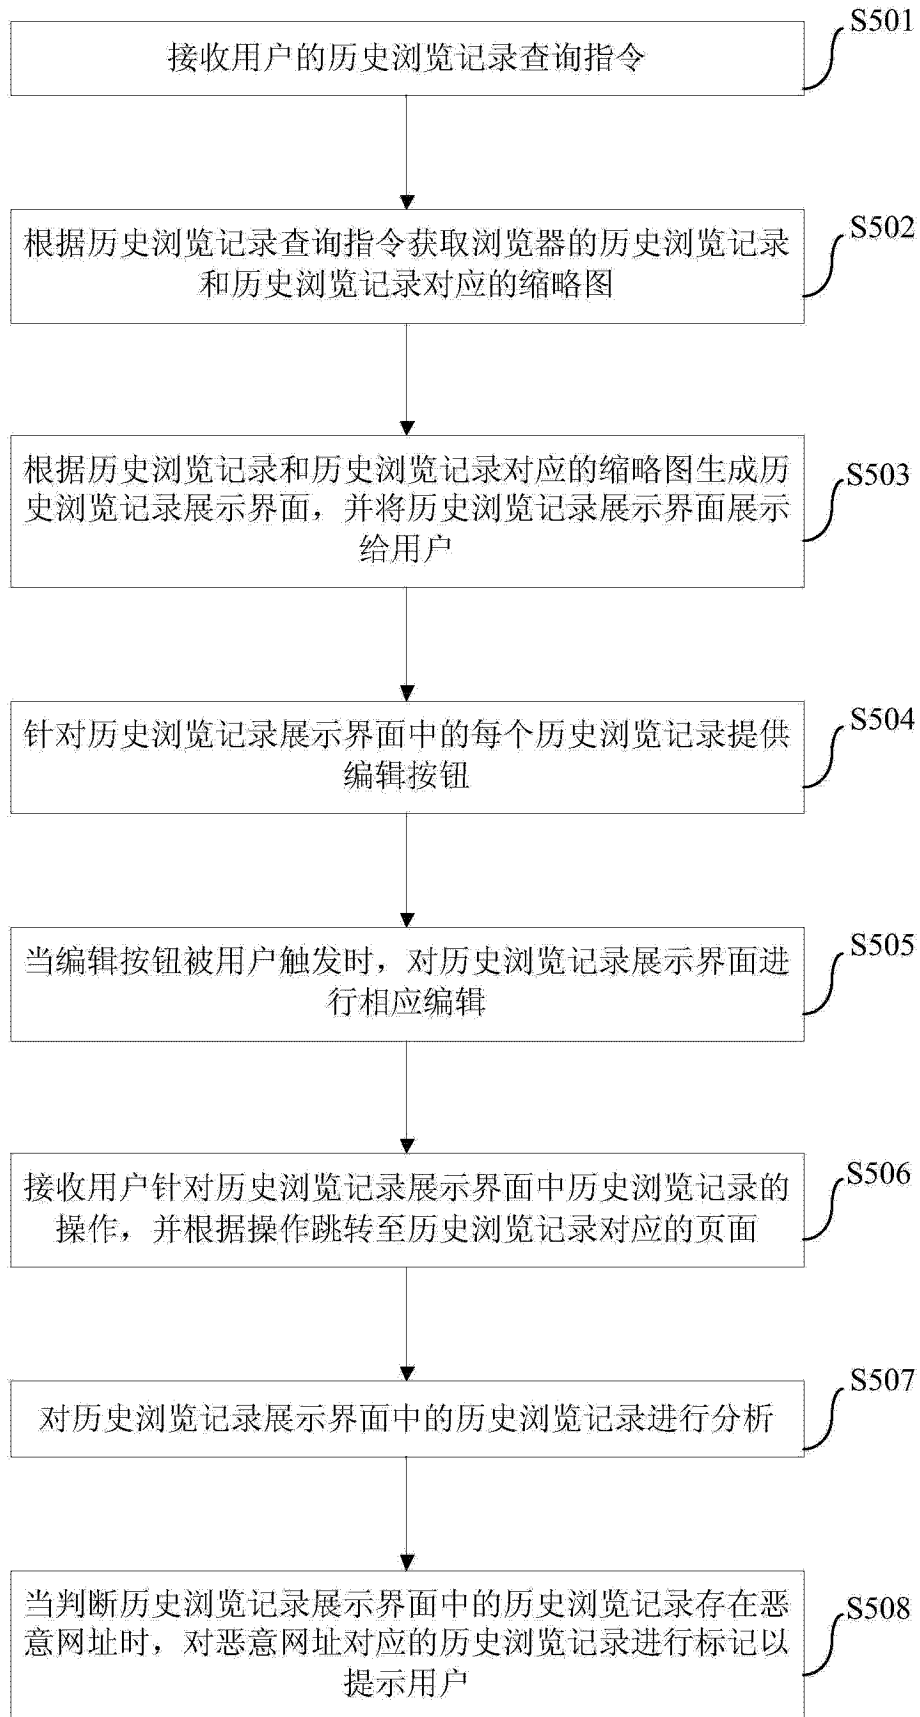 S501
接收用户的历史浏览记录查询指令
S502
根据历史浏览记录查询指令获取浏览器的历史浏览记录
和历史浏览记录对应的缩略图
S503
根据历史浏览记录和历史浏览记录对应的缩略图生成历
史浏览记录展示界面，并将历史浏览记录展示界面展示
给用户
S504
针对历史浏览记录展示界面中的每个历史浏览记录提供
编辑按钮
S505
当编辑按钮被用户触发时，对历史浏览记录展示界面进
行相应编辑
S506
接收用户针对历史浏览记录展示界面中历史浏览记录的
操作，并根据操作跳转至历史浏览记录对应的页面
S507
对历史浏览记录展示界面中的历史浏览记录进行分析
S508
当判断历史浏览记录展示界面中的历史浏览记录存在恶
意网址时，对恶意网址对应的历史浏览记录进行标记以
提示用户